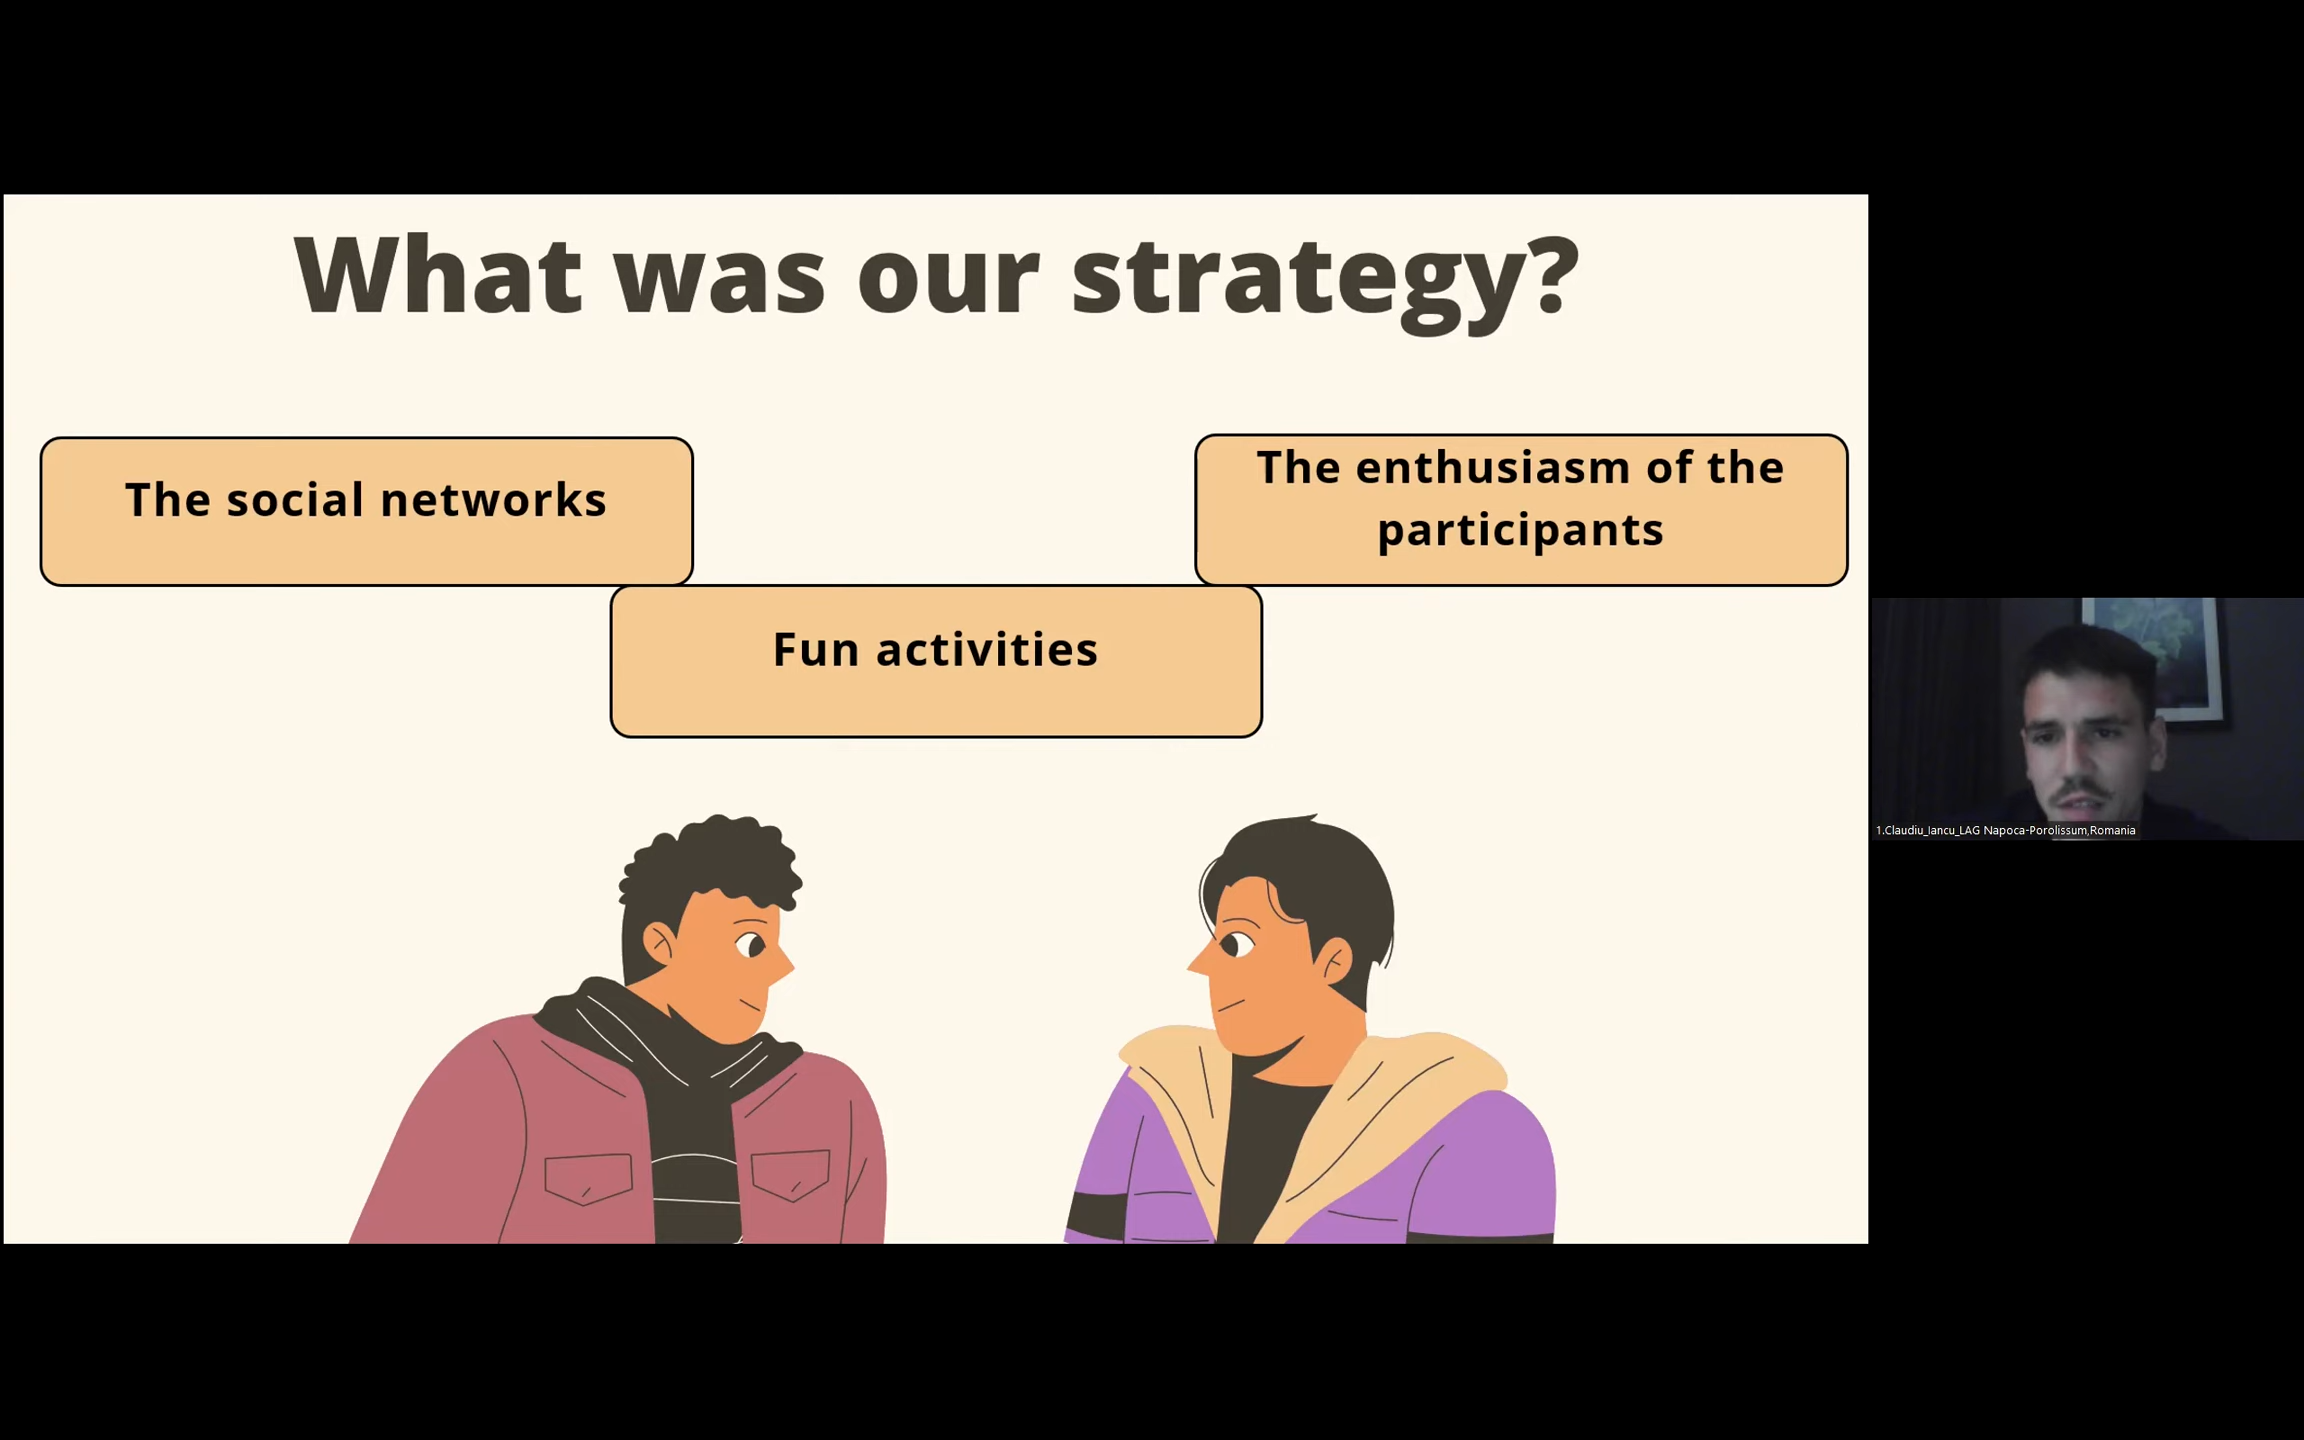 What was our strategy?
The social networks
The enthusiasm of the
participants
Fun activities
1.Claudiu_Iancu_LAG Napoca-Porolissum,Romania